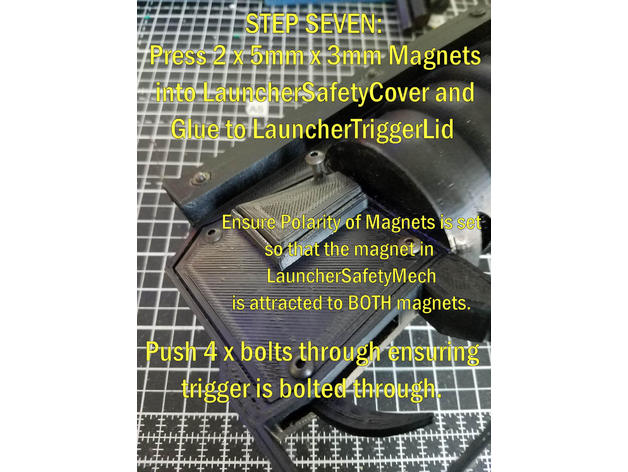 STEP SEVEN:
Press 2 x 5mm x 3mm Magnets
into LauncherSafetyCover and
Glue to LauncherTriggerLid
Ensure Polarity of Magnets is set
so that the magnet in
LauncherSafetyMech
is attracted to BOTH magnets.
Push 4 x bolts through ensuring
trigger is bolted through.